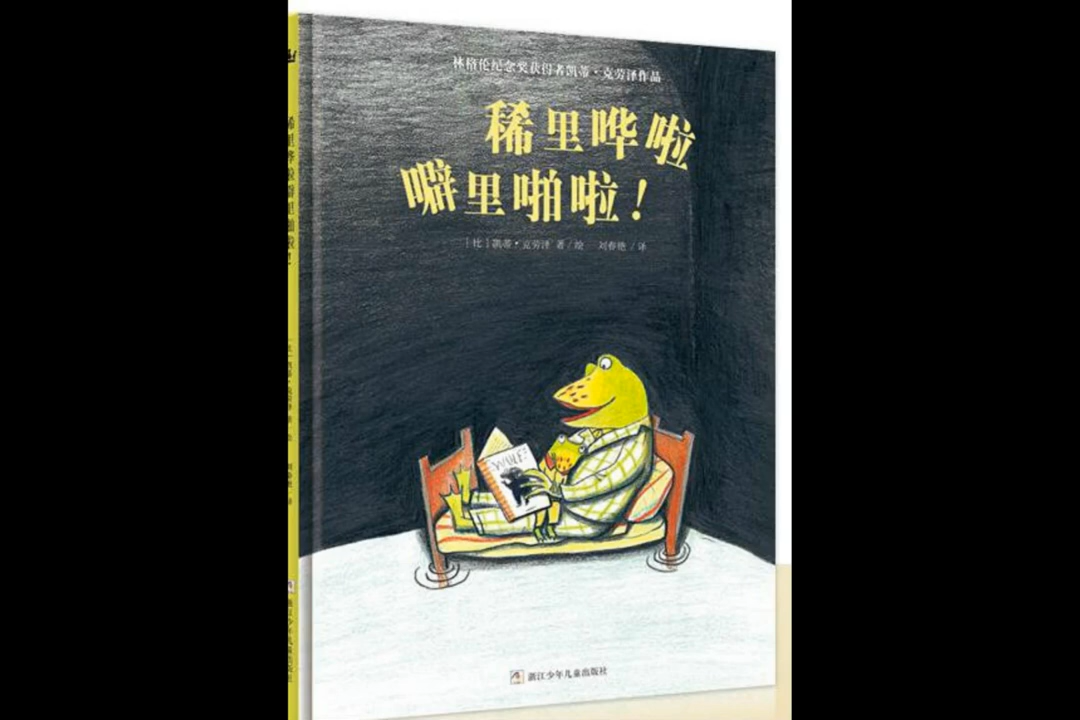 林格伦纪念奖获得者凯蒂·克劳泽作品
稀里哗啦
噼里啪啦！
［比］凯蒂·克劳泽 著/绘 刘春艳/译
WOLF
浙江少年儿童出版社